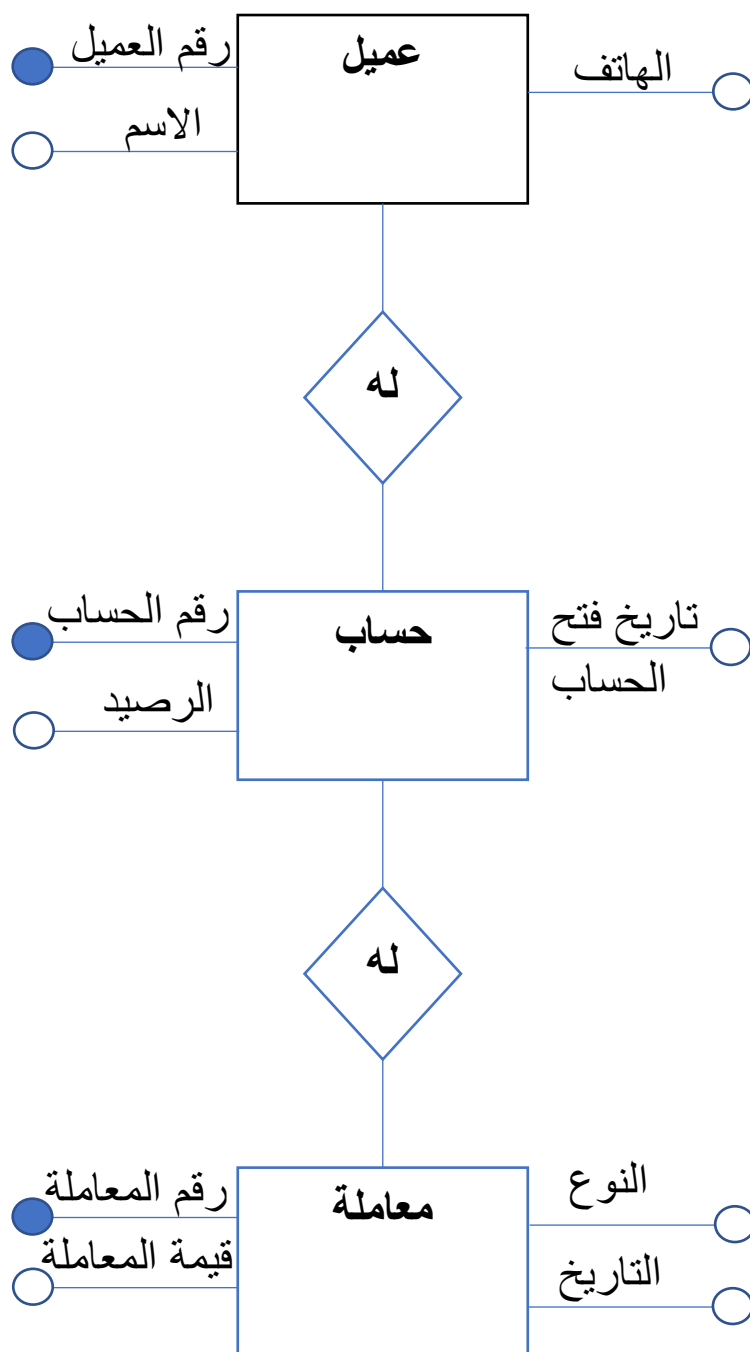 عميل
رقم العميل
الهاتف
الاسم
له
حساب
رقم الحساب
تاريخ فتح
الحساب
الرصيد
له
معاملة
رقم المعاملة
النوع
قيمة المعاملة
التاريخ